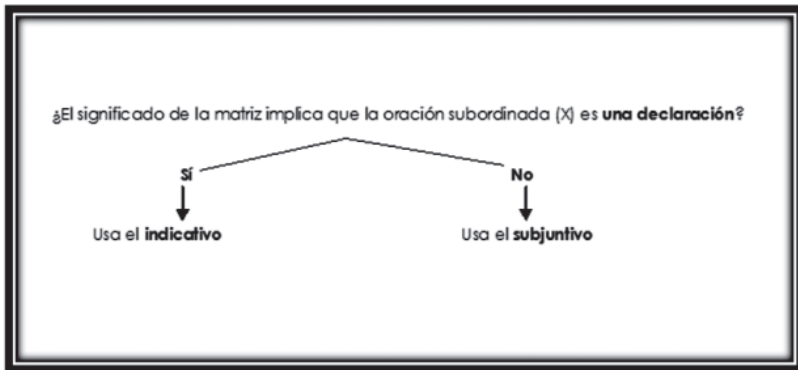 ¿El significado de la matriz implica que la oración subordinada (X) es una declaración?
Sí
No
Usa el indicativo
Usa el subjuntivo